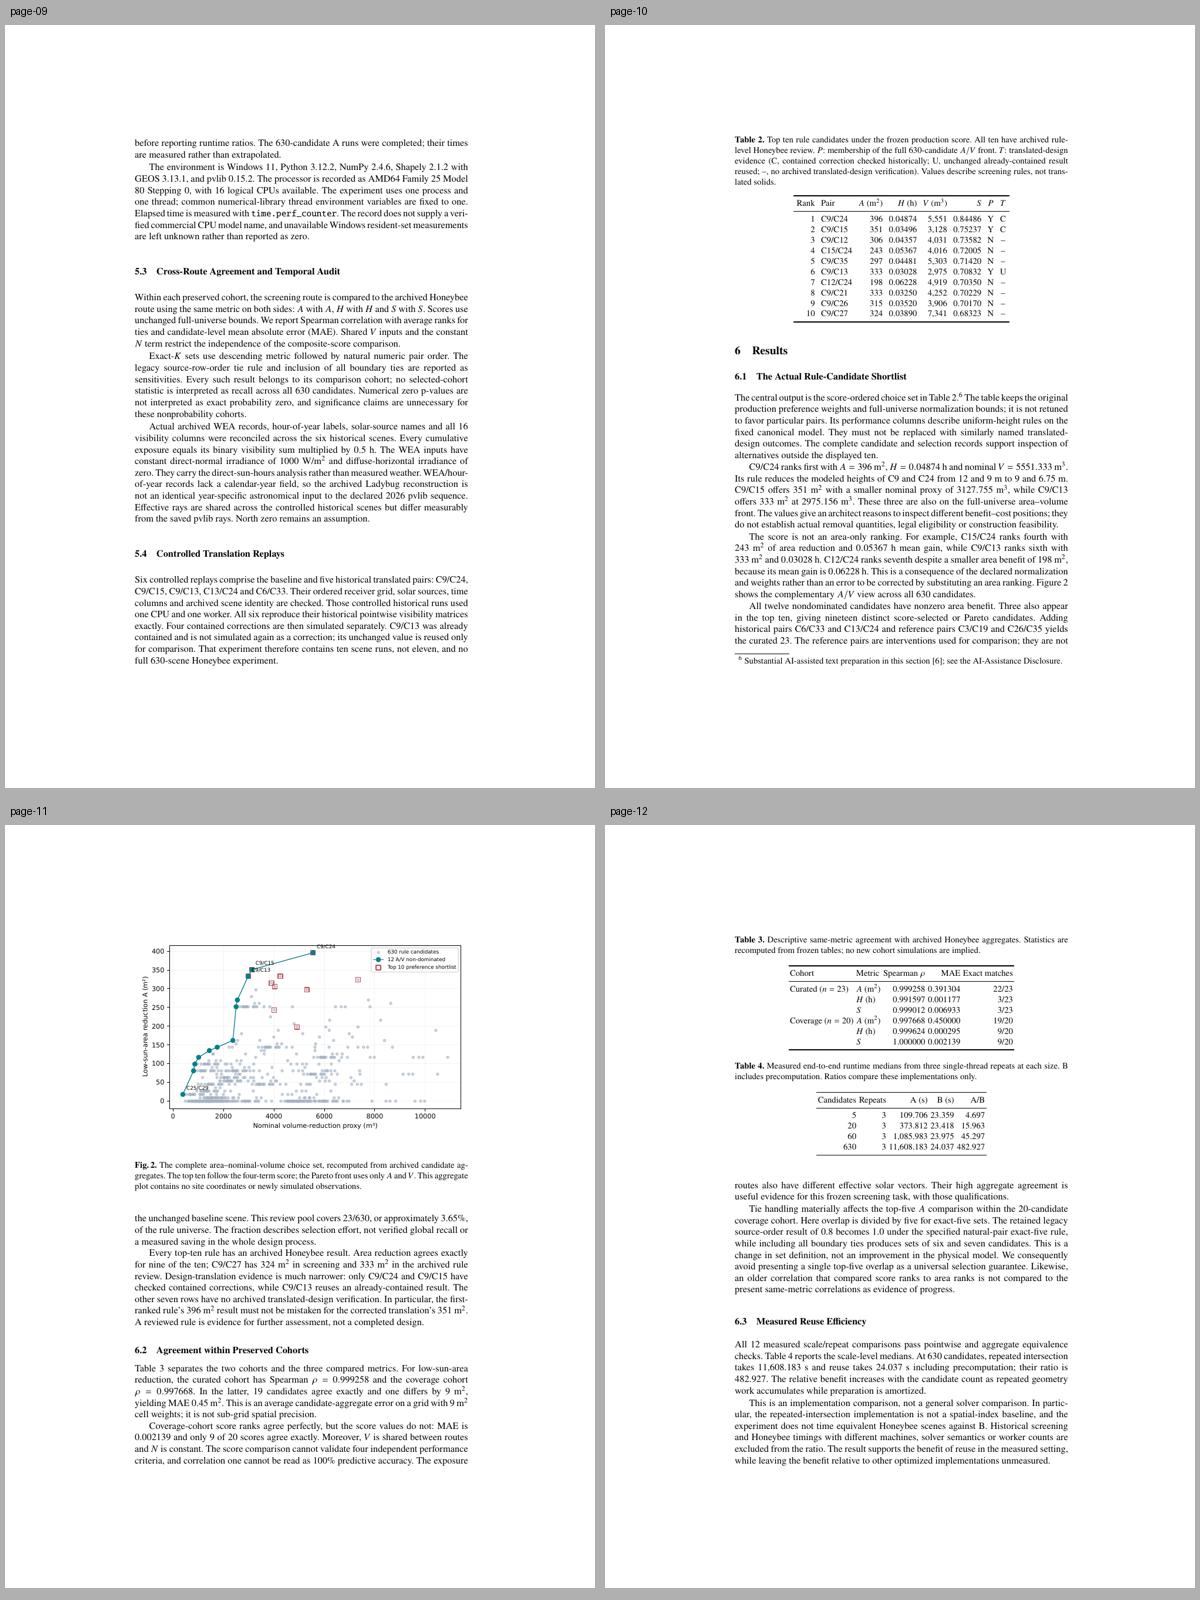 page-09
before reporting runtime ratios. The 630-candidate A runs were completed; their times
are measured rather than extrapolated.
The environment is Windows 11, Python 3.12.2, NumPy 2.4.6, Shapely 2.1.2 with
GEOS 3.13.1, and pvlib 0.15.2. The processor is recorded as AMD64 Family 25 Model
80 Stepping 0, with 16 logical CPUs available. The experiment uses one process and
one thread; common numerical-library thread environment variables are fixed to one.
Elapsed time is measured with time.perf_counter. The record does not supply a veri-
fied commercial CPU model name, and unavailable Windows resident-set measurements
are left unknown rather than reported as zero.
5.3 Cross-Route Agreement and Temporal Audit
Within each preserved cohort, the screening route is compared to the archived Honeybee
route using the same metric on both sides: A with A, H with H and S with S. Scores use
unchanged full-universe bounds. We report Spearman correlation with average ranks for
ties and candidate-level mean absolute error (MAE). Shared V inputs and the constant
N term restrict the independence of the composite-score comparison.
Exact-K sets use descending metric followed by natural numeric pair order. The
legacy source-row-order tie rule and inclusion of all boundary ties are reported as
sensitivities. Every such result belongs to its comparison cohort; no selected-cohort
statistic is interpreted as recall across all 630 candidates. Numerical zero p-values are
not interpreted as exact probability zero, and significance claims are unnecessary for
these nonprobability cohorts.
Actual archived WEA records, hour-of-year labels, solar-source names and all 16
visibility columns were reconciled across the six historical scenes. Every cumulative
exposure equals its binary visibility sum multiplied by 0.5 h. The WEA inputs have
constant direct-normal irradiance of 1000 W/m² and diffuse-horizontal irradiance of
zero. They carry the direct-sun-hours analysis rather than measured weather. WEA/hour-
of-year records lack a calendar-year field, so the archived Ladybug reconstruction is
not an identical year-specific astronomical input to the declared 2026 pvlib sequence.
Effective rays are shared across the controlled historical scenes but differ measurably
from the saved pvlib rays. North zero remains an assumption.
5.4 Controlled Translation Replays
Six controlled replays comprise the baseline and five historical translated pairs: C9/C24,
C9/C15, C9/C13, C13/C24 and C6/C33. Their ordered receiver grid, solar sources, time
columns and archived scene identity are checked. Those controlled historical runs used
one CPU and one worker. All six reproduce their historical pointwise visibility matrices
exactly. Four contained corrections are then simulated separately. C9/C13 was already
contained and is not simulated again as a correction; its unchanged value is reused only
for comparison. That experiment therefore contains ten scene runs, not eleven, and no
full 630-scene Honeybee experiment.
page-10
Table 2. Top ten rule candidates under the frozen production score. All ten have archived rule-
level Honeybee review. P: membership of the full 630-candidate A/V front. T: translated-design
evidence (C, contained correction checked historically; U, unchanged already-contained result
reused; –, no archived translated-design verification). Values describe screening rules, not trans-
lated solids.
Rank Pair A (m²) H (h) V (m³) S P T
1 C9/C24 396 0.04874 5,551 0.84486 Y C
2 C9/C15 351 0.03496 3,128 0.75237 Y C
3 C9/C12 306 0.04357 4,031 0.73582 N –
4 C15/C24 243 0.05367 4,016 0.72005 N –
5 C9/C35 297 0.04481 5,303 0.71420 N –
6 C9/C13 333 0.03028 2,975 0.70832 Y U
7 C12/C24 198 0.06228 4,919 0.70350 N –
8 C9/C21 333 0.03250 4,252 0.70229 N –
9 C9/C26 315 0.03520 3,906 0.70170 N –
10 C9/C27 324 0.03890 7,341 0.68323 N –
6 Results
6.1 The Actual Rule-Candidate Shortlist
The central output is the score-ordered choice set in Table 2.⁶ The table keeps the original
production preference weights and full-universe normalization bounds; it is not retuned
to favor particular pairs. Its performance columns describe uniform-height rules on the
fixed canonical model. They must not be replaced with similarly named translated-
design outcomes. The complete candidate and selection records support inspection of
alternatives outside the displayed ten.
C9/C24 ranks first with A = 396 m², H = 0.04874 h and nominal V = 5551.333 m³.
Its rule reduces the modeled heights of C9 and C24 from 12 and 9 m to 9 and 6.75 m.
C9/C15 offers 351 m² with a smaller nominal proxy of 3127.755 m³, while C9/C13
offers 333 m² at 2975.156 m³. These three are also on the full-universe area–volume
front. The values give an architect reasons to inspect different benefit–cost positions; they
do not establish actual removal quantities, legal eligibility or construction feasibility.
The score is not an area-only ranking. For example, C15/C24 ranks fourth with
243 m² of area reduction and 0.05367 h mean gain, while C9/C13 ranks sixth with
333 m² and 0.03028 h. C12/C24 ranks seventh despite a smaller area benefit of 198 m²,
because its mean gain is 0.06228 h. This is a consequence of the declared normalization
and weights rather than an error to be corrected by substituting an area ranking. Figure 2
shows the complementary A/V view across all 630 candidates.
All twelve nondominated candidates have nonzero area benefit. Three also appear
in the top ten, giving nineteen distinct score-selected or Pareto candidates. Adding
historical pairs C6/C33 and C13/C24 and reference pairs C3/C19 and C26/C35 yields
the curated 23. The reference pairs are interventions used for comparison; they are not
⁶ Substantial AI-assisted text preparation in this section [6]; see the AI-Assistance Disclosure.
page-11
C9/C24
C9/C15
C9/C13
C25/C29
630 rule candidates
12 A/V non-dominated
Top 10 preference shortlist
Low-sun-area reduction A (m²)
400
350
300
250
200
150
100
50
0
0 2000 4000 6000 8000 10000
Nominal volume-reduction proxy (m³)
Fig. 2. The complete area–nominal-volume choice set, recomputed from archived candidate ag-
gregates. The top ten follow the four-term score; the Pareto front uses only A and V. This aggregate
plot contains no site coordinates or newly simulated observations.
the unchanged baseline scene. This review pool covers 23/630, or approximately 3.65%,
of the rule universe. The fraction describes selection effort, not verified global recall or
a measured saving in the whole design process.
Every top-ten rule has an archived Honeybee result. Area reduction agrees exactly
for nine of the ten; C9/C27 has 324 m² in screening and 333 m² in the archived rule
review. Design-translation evidence is much narrower: only C9/C24 and C9/C15 have
checked contained corrections, while C9/C13 reuses an already-contained result. The
other seven rows have no archived translated-design verification. In particular, the first-
ranked rule's 396 m² result must not be mistaken for the corrected translation's 351 m².
A reviewed rule is evidence for further assessment, not a completed design.
6.2 Agreement within Preserved Cohorts
Table 3 separates the two cohorts and the three compared metrics. For low-sun-area
reduction, the curated cohort has Spearman ρ = 0.999258 and the coverage cohort
ρ = 0.997668. In the latter, 19 candidates agree exactly and one differs by 9 m²,
yielding MAE 0.45 m². This is an average candidate-aggregate error on a grid with 9 m²
cell weights; it is not sub-grid spatial precision.
Coverage-cohort score ranks agree perfectly, but the score values do not: MAE is
0.002139 and only 9 of 20 scores agree exactly. Moreover, V is shared between routes
and N is constant. The score comparison cannot validate four independent performance
criteria, and correlation one cannot be read as 100% predictive accuracy. The exposure
page-12
Table 3. Descriptive same-metric agreement with archived Honeybee aggregates. Statistics are
recomputed from frozen tables; no new cohort simulations are implied.
Cohort Metric Spearman ρ MAE Exact matches
Curated (n = 23) A (m²) 0.999258 0.391304 22/23
H (h) 0.991597 0.001177 3/23
S 0.999012 0.006933 3/23
Coverage (n = 20) A (m²) 0.997668 0.450000 19/20
H (h) 0.999624 0.000295 9/20
S 1.000000 0.002139 9/20
Table 4. Measured end-to-end runtime medians from three single-thread repeats at each size. B
includes precomputation. Ratios compare these implementations only.
Candidates Repeats A (s) B (s) A/B
5 3 109.706 23.359 4.697
20 3 373.812 23.418 15.963
60 3 1,085.983 23.975 45.297
630 3 11,608.183 24.037 482.927
routes also have different effective solar vectors. Their high aggregate agreement is
useful evidence for this frozen screening task, with those qualifications.
Tie handling materially affects the top-five A comparison within the 20-candidate
coverage cohort. Here overlap is divided by five for exact-five sets. The retained legacy
source-order result of 0.8 becomes 1.0 under the specified natural-pair exact-five rule,
while including all boundary ties produces sets of six and seven candidates. This is a
change in set definition, not an improvement in the physical model. We consequently
avoid presenting a single top-five overlap as a universal selection guarantee. Likewise,
an older correlation that compared score ranks to area ranks is not compared to the
present same-metric correlations as evidence of progress.
6.3 Measured Reuse Efficiency
All 12 measured scale/repeat comparisons pass pointwise and aggregate equivalence
checks. Table 4 reports the scale-level medians. At 630 candidates, repeated intersection
takes 11,608.183 s and reuse takes 24.037 s including precomputation; their ratio is
482.927. The relative benefit increases with the candidate count as repeated geometry
work accumulates while preparation is amortized.
This is an implementation comparison, not a general solver comparison. In partic-
ular, the repeated-intersection implementation is not a spatial-index baseline, and the
experiment does not time equivalent Honeybee scenes against B. Historical screening
and Honeybee timings with different machines, solver semantics or worker counts are
excluded from the ratio. The result supports the benefit of reuse in the measured setting,
while leaving the benefit relative to other optimized implementations unmeasured.